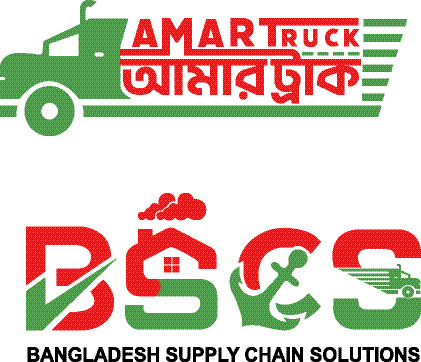 AMAR TRUCK
আমার ট্রাক
BSCS
BANGLADESH SUPPLY CHAIN SOLUTIONS